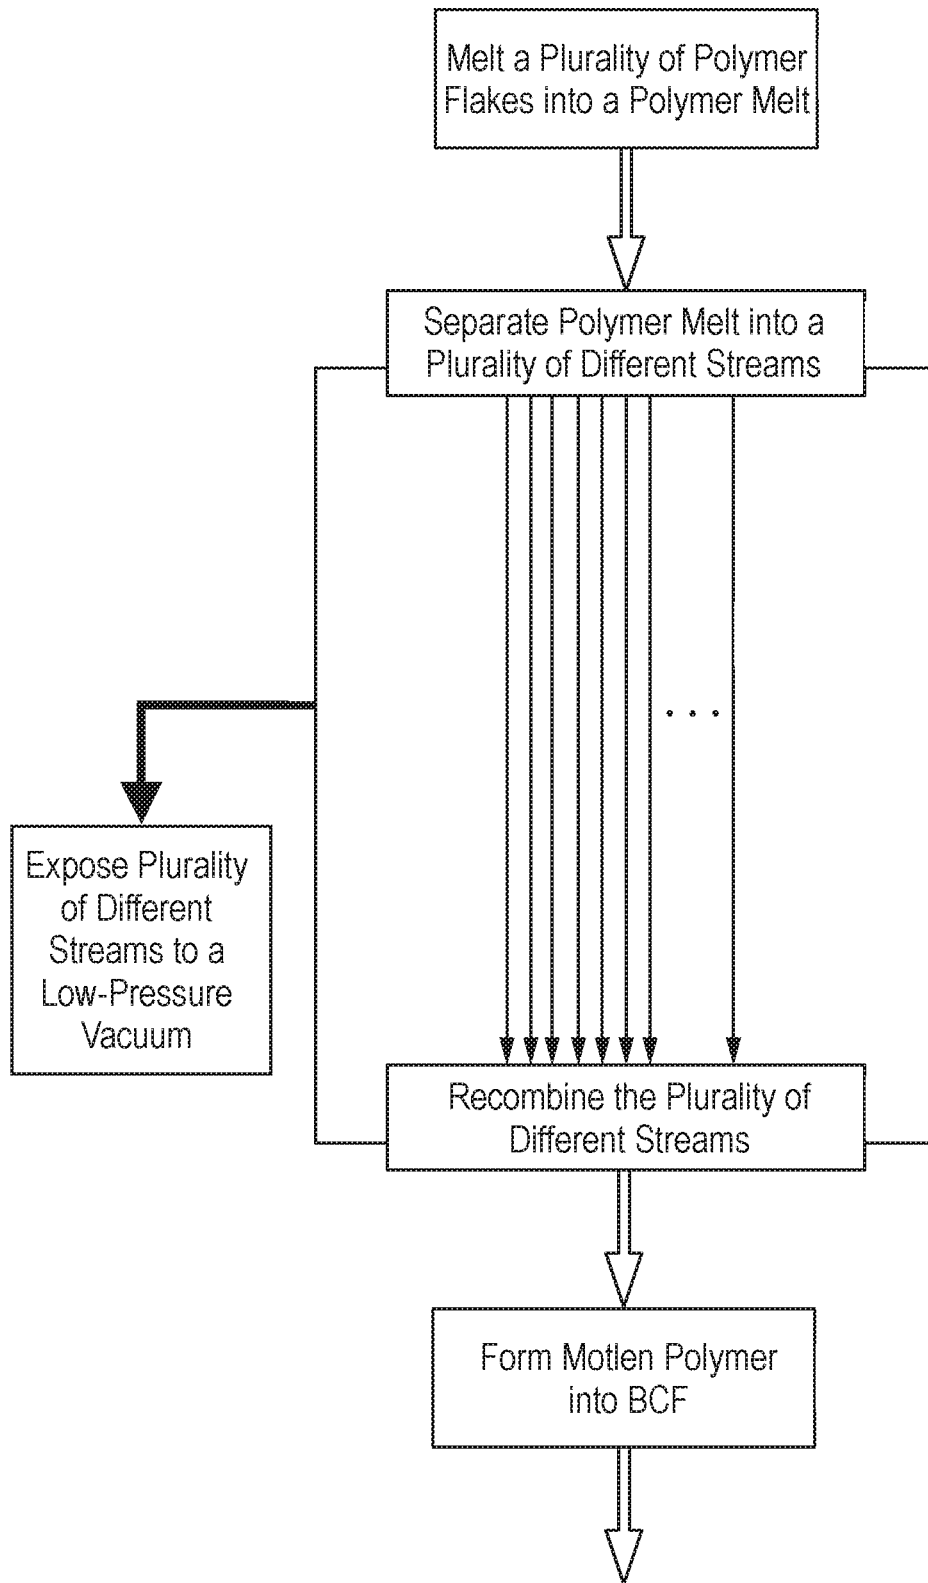 Melt a Plurality of Polymer
Flakes into a Polymer Melt
Separate Polymer Melt into a
Plurality of Different Streams
. . .
Expose Plurality
of Different
Streams to a
Low-Pressure
Vacuum
Recombine the Plurality of
Different Streams
Form Motlen Polymer
into BCF